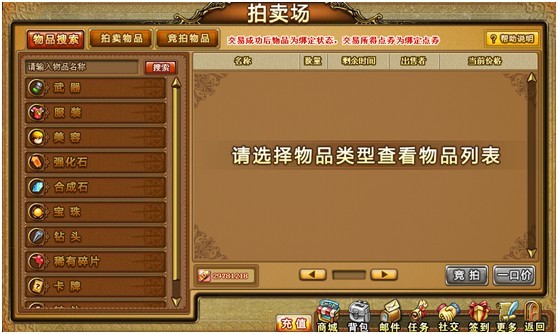 拍卖场
物品搜索 拍卖物品 竞拍物品 交易成功后物品为绑定状态，交易所得点券为绑定点券 ? 帮助说明
请输入物品名称 搜索
名称 数量 剩余时间 出售者 当前价格
武器
服装
美容
强化石
合成石
宝珠
钻头
稀有碎片
卡牌
请选择物品类型查看物品列表
29781218
竞拍 一口价
充值 商城 背包 邮件 任务 社交 签到 更多 返回